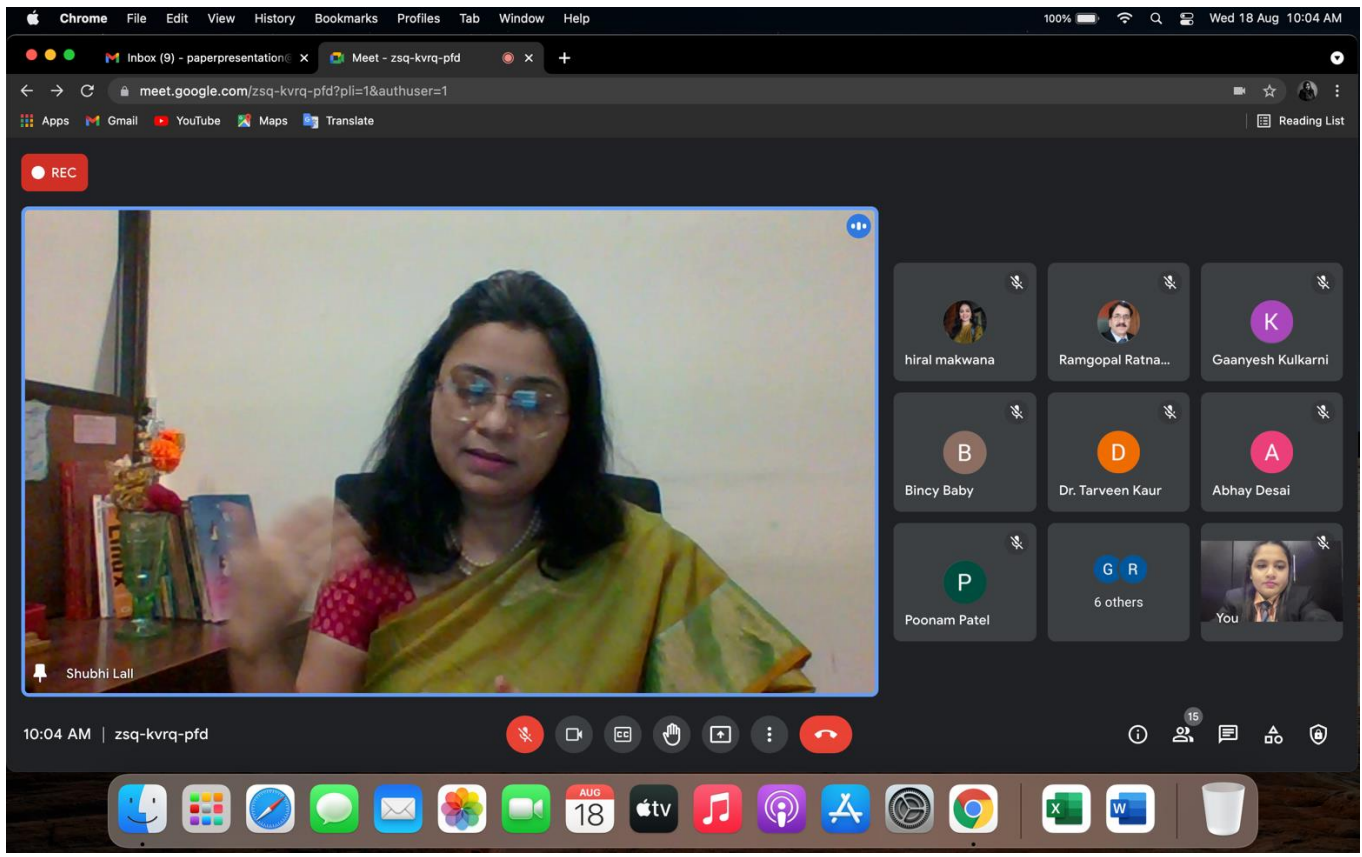 Chrome File Edit View History Bookmarks Profiles Tab Window Help 100% Wed 18 Aug 10:04 AM
Inbox (9) - paperpresentation@ Meet - zsq-kvrq-pfd
meet.google.com/zsq-kvrq-pfd?pli=1&authuser=1
Apps Gmail YouTube Maps Translate Reading List
REC
hiral makwana Ramgopal Ratna... K Gaanyesh Kulkarni
B Bincy Baby D Dr. Tarveen Kaur A Abhay Desai
P Poonam Patel G R 6 others You
Linux
Shubhi Lall
10:04 AM | zsq-kvrq-pfd CC 15
AUG
18 tv X W